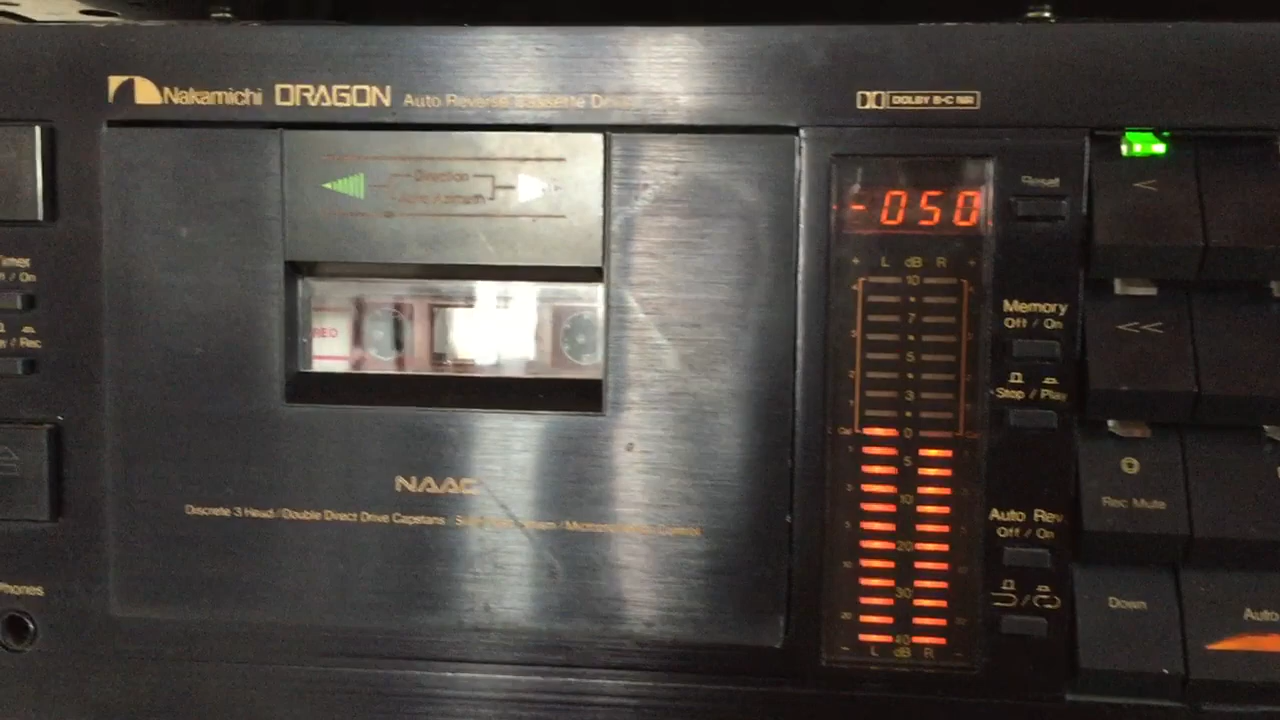 Nakamichi DRAGON Auto Reverse Cassette
DOLBY B-C NR
Direction
Auto Azimuth
-050
Reset
<
Timer
/ On
/ Rec
+ L dB R +
10
7
5
3
0
5
10
20
30
40
- L dB R -
Memory
Off / On
<<
Stop / Play
Rec Mute
NAAC
Discrete 3 Head / Double Direct Drive Capstans
Auto Rev.
Off / On
Phones
Down
Auto